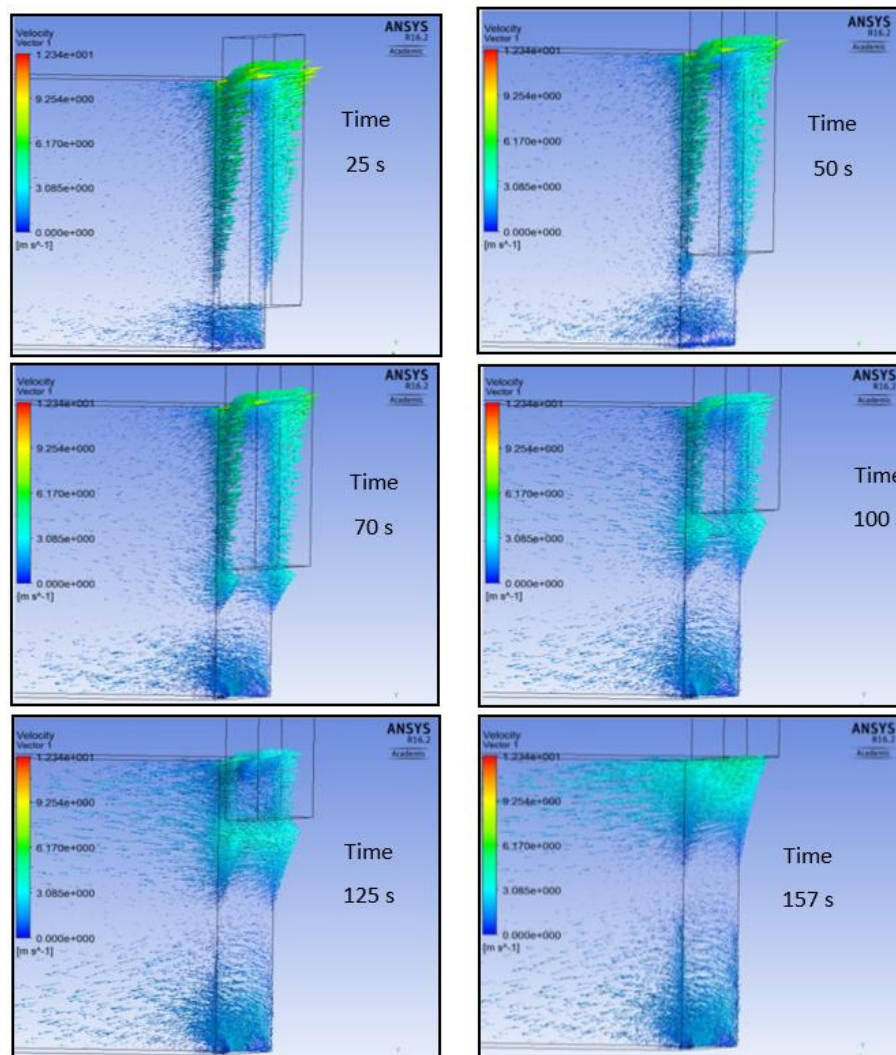 ANSYS
R16.2
Academic
Velocity
Vector 1
1.234e+001
9.254e+000
6.170e+000
3.085e+000
0.000e+000
[m s^-1]
Time
25 s
ANSYS
R16.2
Academic
Velocity
Vector 1
1.234e+001
9.254e+000
6.170e+000
3.085e+000
0.000e+000
[m s^-1]
Time
50 s
ANSYS
R16.2
Academic
Velocity
Vector 1
1.234e+001
9.254e+000
6.170e+000
3.085e+000
0.000e+000
[m s^-1]
Time
70 s
ANSYS
R16.2
Academic
Velocity
Vector 1
1.234e+001
9.254e+000
6.170e+000
3.085e+000
0.000e+000
[m s^-1]
Time
100
ANSYS
R16.2
Academic
Velocity
Vector 1
1.234e+001
9.254e+000
6.170e+000
3.085e+000
0.000e+000
[m s^-1]
Time
125 s
ANSYS
R16.2
Academic
Velocity
Vector 1
1.234e+001
9.254e+000
6.170e+000
3.085e+000
0.000e+000
[m s^-1]
Time
157 s